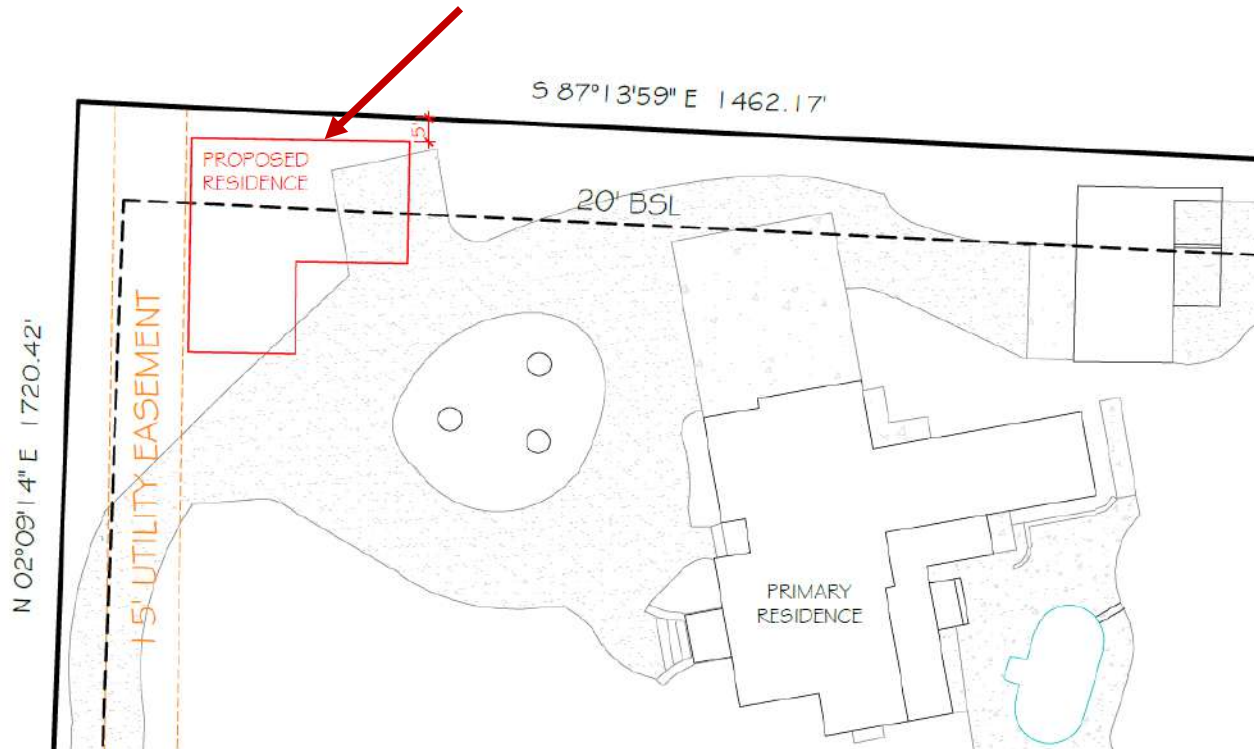 S 87°13'59" E 1462.17'
5'
PROPOSED
RESIDENCE
20' BSL
N 02°09'14" E 1720.42'
15' UTILITY EASEMENT
PRIMARY
RESIDENCE